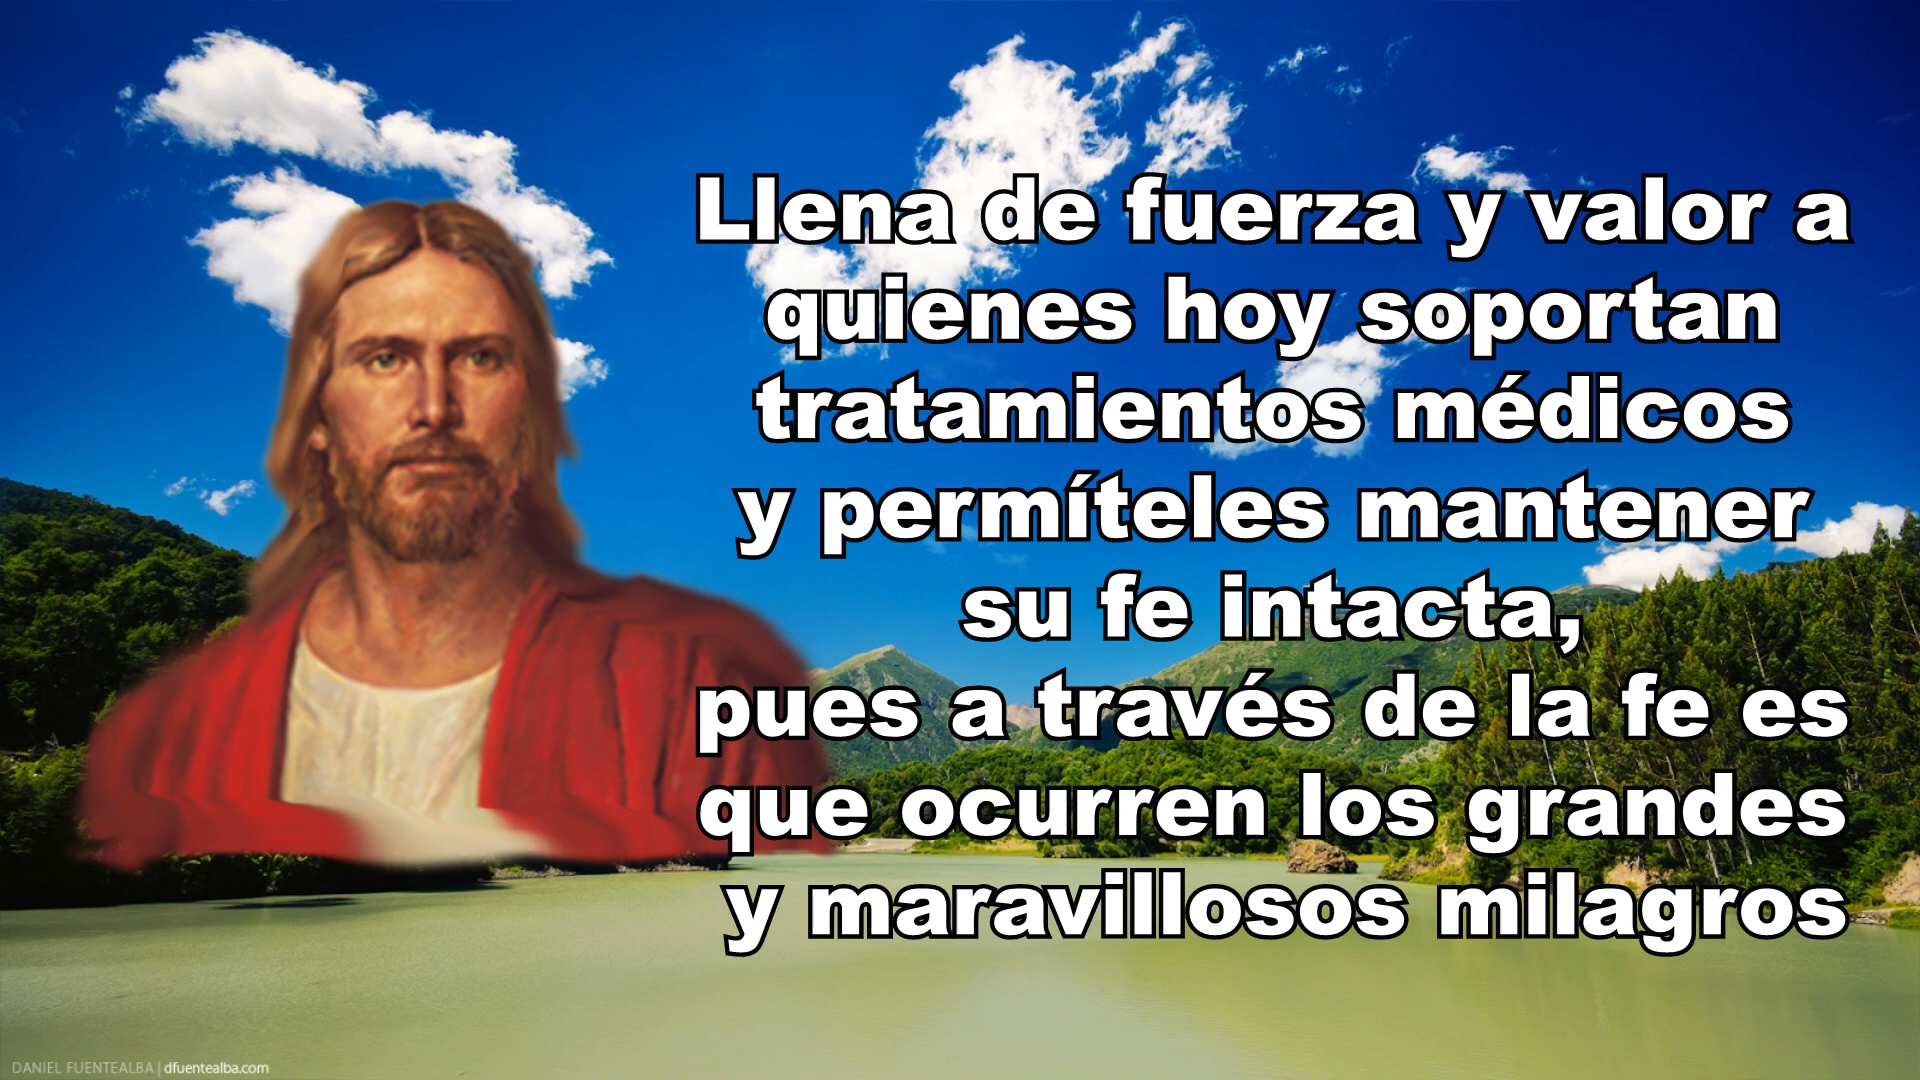 Llena de fuerza y valor a
quienes hoy soportan
tratamientos médicos
y permíteles mantener
su fe intacta,
pues a través de la fe es
que ocurren los grandes
y maravillosos milagros
DANIEL FUENTEALBA | dfuentealba.com